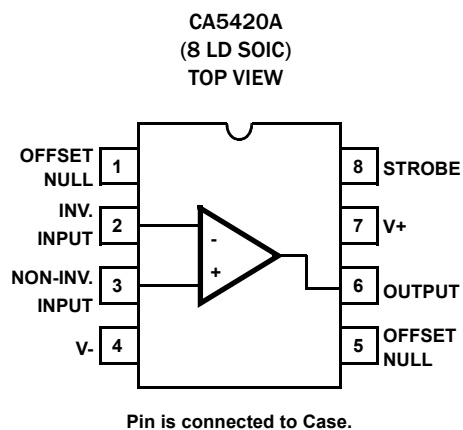 CA5420A
(8 LD SOIC)
TOP VIEW
OFFSET
NULL
1
INV.
INPUT
2
NON-INV.
INPUT
3
V-
4
-
+
8
STROBE
7
V+
6
OUTPUT
5
OFFSET
NULL
Pin is connected to Case.